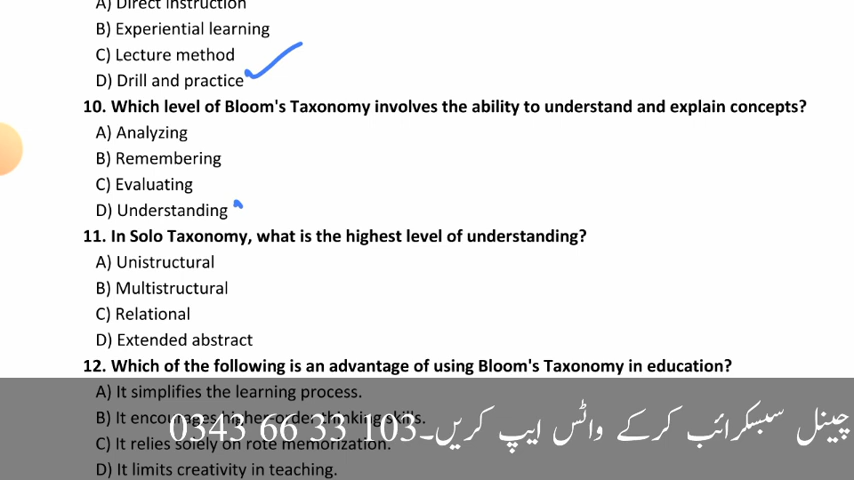 A) Direct instruction
B) Experiential learning
C) Lecture method
D) Drill and practice
10. Which level of Bloom's Taxonomy involves the ability to understand and explain concepts?
A) Analyzing
B) Remembering
C) Evaluating
D) Understanding
11. In Solo Taxonomy, what is the highest level of understanding?
A) Unistructural
B) Multistructural
C) Relational
D) Extended abstract
12. Which of the following is an advantage of using Bloom's Taxonomy in education?
A) It simplifies the learning process.
B) It encourages higher-order thinking skills.
چینل سبسکرائب کرکے واٹس ایپ کریں۔103 33 66 0343
C) It relies solely on rote memorization.
D) It limits creativity in teaching.